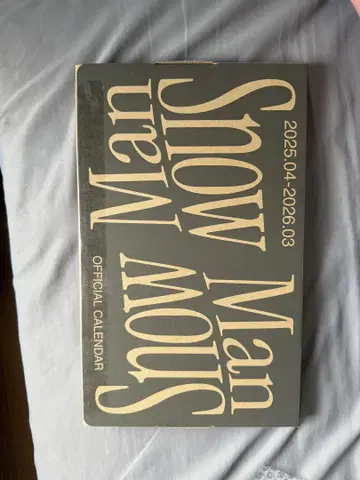 2025.04-2026.03
Snow Man
Snow Man
OFFICIAL CALENDAR